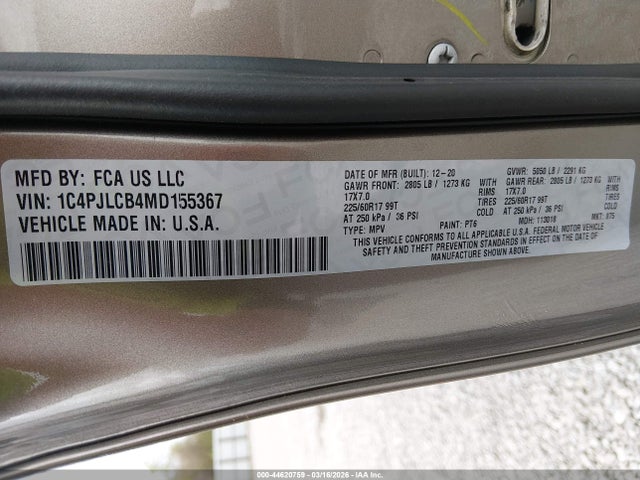 MFD BY: FCA US LLC
VIN: 1C4PJLCB4MD155367
VEHICLE MADE IN: U.S.A.
DATE OF MFR (BUILT): 12-20
GVWR: 5050 LB / 2291 KG
GAWR FRONT: 2805 LB / 1273 KG WITH
GAWR REAR: 2805 LB / 1273 KG WITH
17X7.0 RIMS
17X7.0 RIMS
225/60R17 99T TIRES
225/60R17 99T TIRES
AT 250 kPa / 36 PSI COLD
AT 250 kPa / 36 PSI COLD
TYPE: MPV PAINT: PT6 MDH: 113018 MKT: 875
THIS VEHICLE CONFORMS TO ALL APPLICABLE U.S.A. FEDERAL MOTOR VEHICLE
SAFETY AND THEFT PREVENTION STANDARDS IN EFFECT ON THE DATE OF
MANUFACTURE SHOWN ABOVE.
000-44620759 | 03/16/2026 | IAA, Inc.